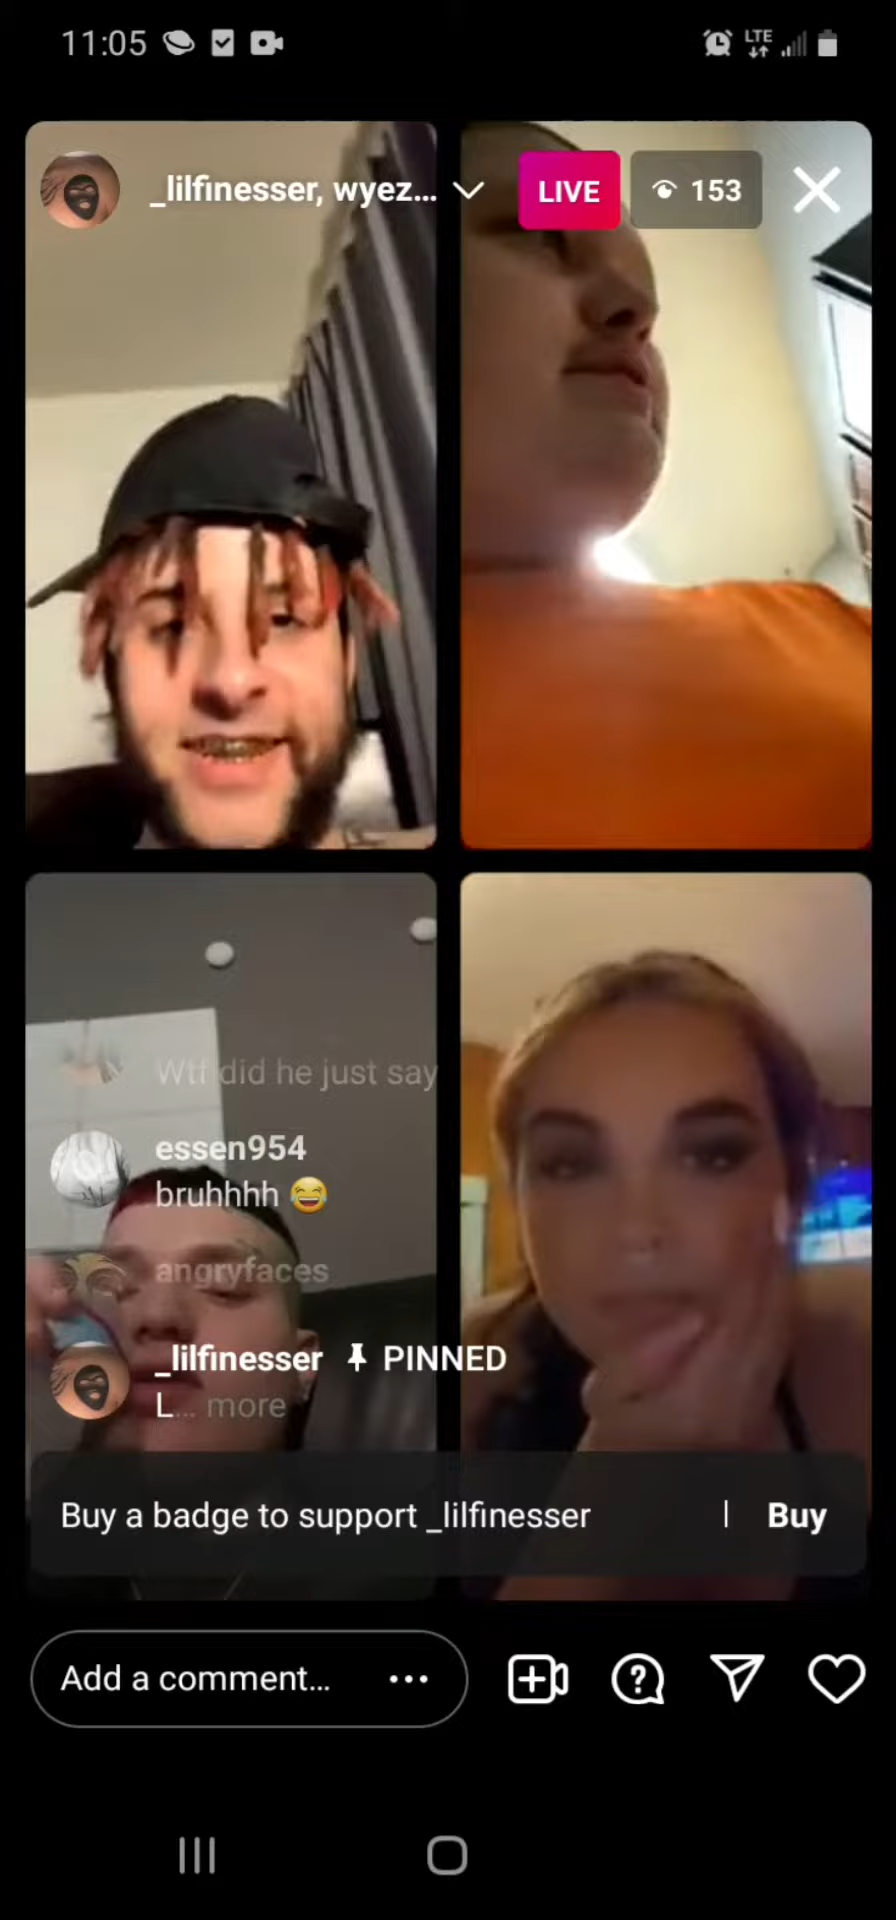 11:05
LTE
_lilfinesser, wyez...
LIVE
153
Wtf did he just say
essen954
bruhhhh 😂
angryfaces
_lilfinesser PINNED
L... more
Buy a badge to support _lilfinesser | Buy
Add a comment...